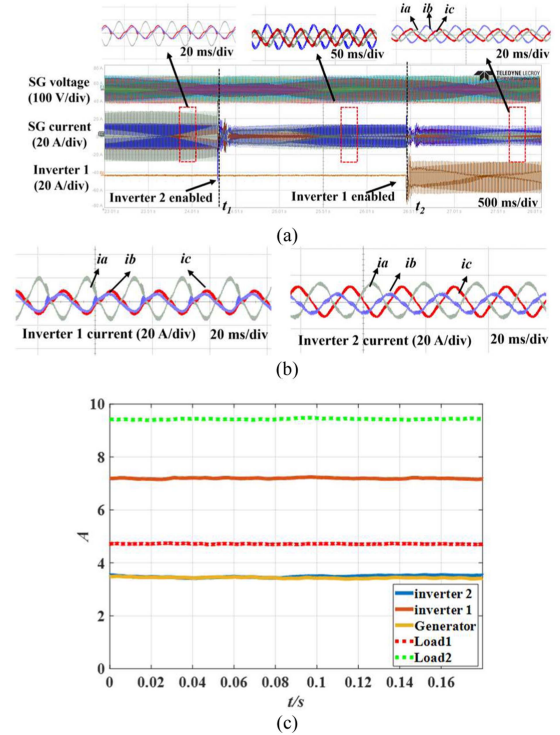 20 ms/div
50 ms/div
ia ib ic
20 ms/div
SG voltage
(100 V/div)
TELEDYNE LECROY
SG current
(20 A/div)
Inverter 1
(20 A/div)
Inverter 2 enabled
t1
Inverter 1 enabled
t2
500 ms/div
(a)
ia ib ic
Inverter 1 current (20 A/div) 20 ms/div
ia ib ic
Inverter 2 current (20 A/div) 20 ms/div
(b)
10
8
6
4
2
0
A
inverter 2
inverter 1
Generator
Load1
Load2
0 0.02 0.04 0.06 0.08 0.1 0.12 0.14 0.16
t/s
(c)